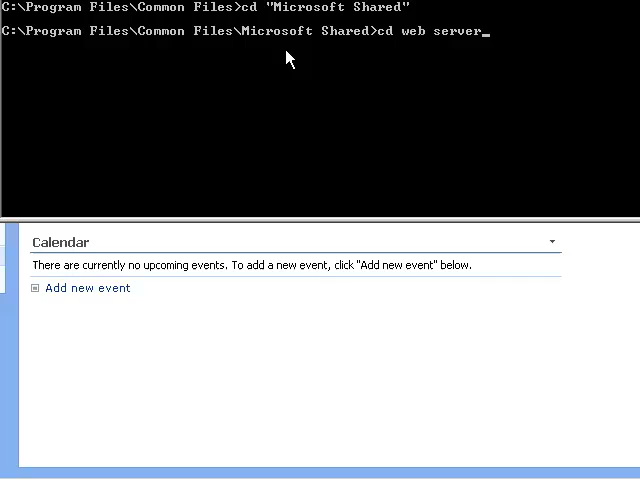 C:\Program Files\Common Files>cd "Microsoft Shared"
C:\Program Files\Common Files\Microsoft Shared>cd web server_
Calendar
There are currently no upcoming events. To add a new event, click "Add new event" below.
Add new event